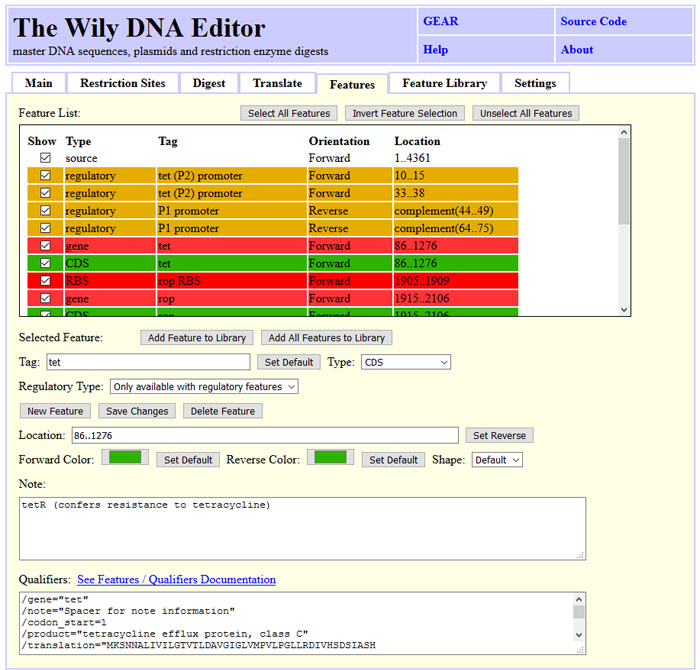 The Wily DNA Editor
master DNA sequences, plasmids and restriction enzyme digests
GEAR Source Code
Help About
Main Restriction Sites Digest Translate Features Feature Library Settings
Feature List: Select All Features Invert Feature Selection Unselect All Features
Show Type Tag Orientation Location
source Forward 1..4361
regulatory tet (P2) promoter Forward 10..15
regulatory tet (P2) promoter Forward 33..38
regulatory P1 promoter Reverse complement(44..49)
regulatory P1 promoter Reverse complement(64..75)
gene tet Forward 86..1276
CDS tet Forward 86..1276
RBS rop RBS Forward 1905..1909
gene rop Forward 1915..2106
CDS rop Forward 1915..2106
Selected Feature: Add Feature to Library Add All Features to Library
Tag: tet Set Default Type: CDS
Regulatory Type: Only available with regulatory features
New Feature Save Changes Delete Feature
Location: 86..1276 Set Reverse
Forward Color: Set Default Reverse Color: Set Default Shape: Default
Note:
tetR (confers resistance to tetracycline)
Qualifiers: See Features / Qualifiers Documentation
/gene="tet"
/note="Spacer for note information"
/codon_start=1
/product="tetracycline efflux protein, class C"
/translation="MKSNNALIVILGTVTLDAVGIGLVMPVLPGLLRDIVHSDSIASH